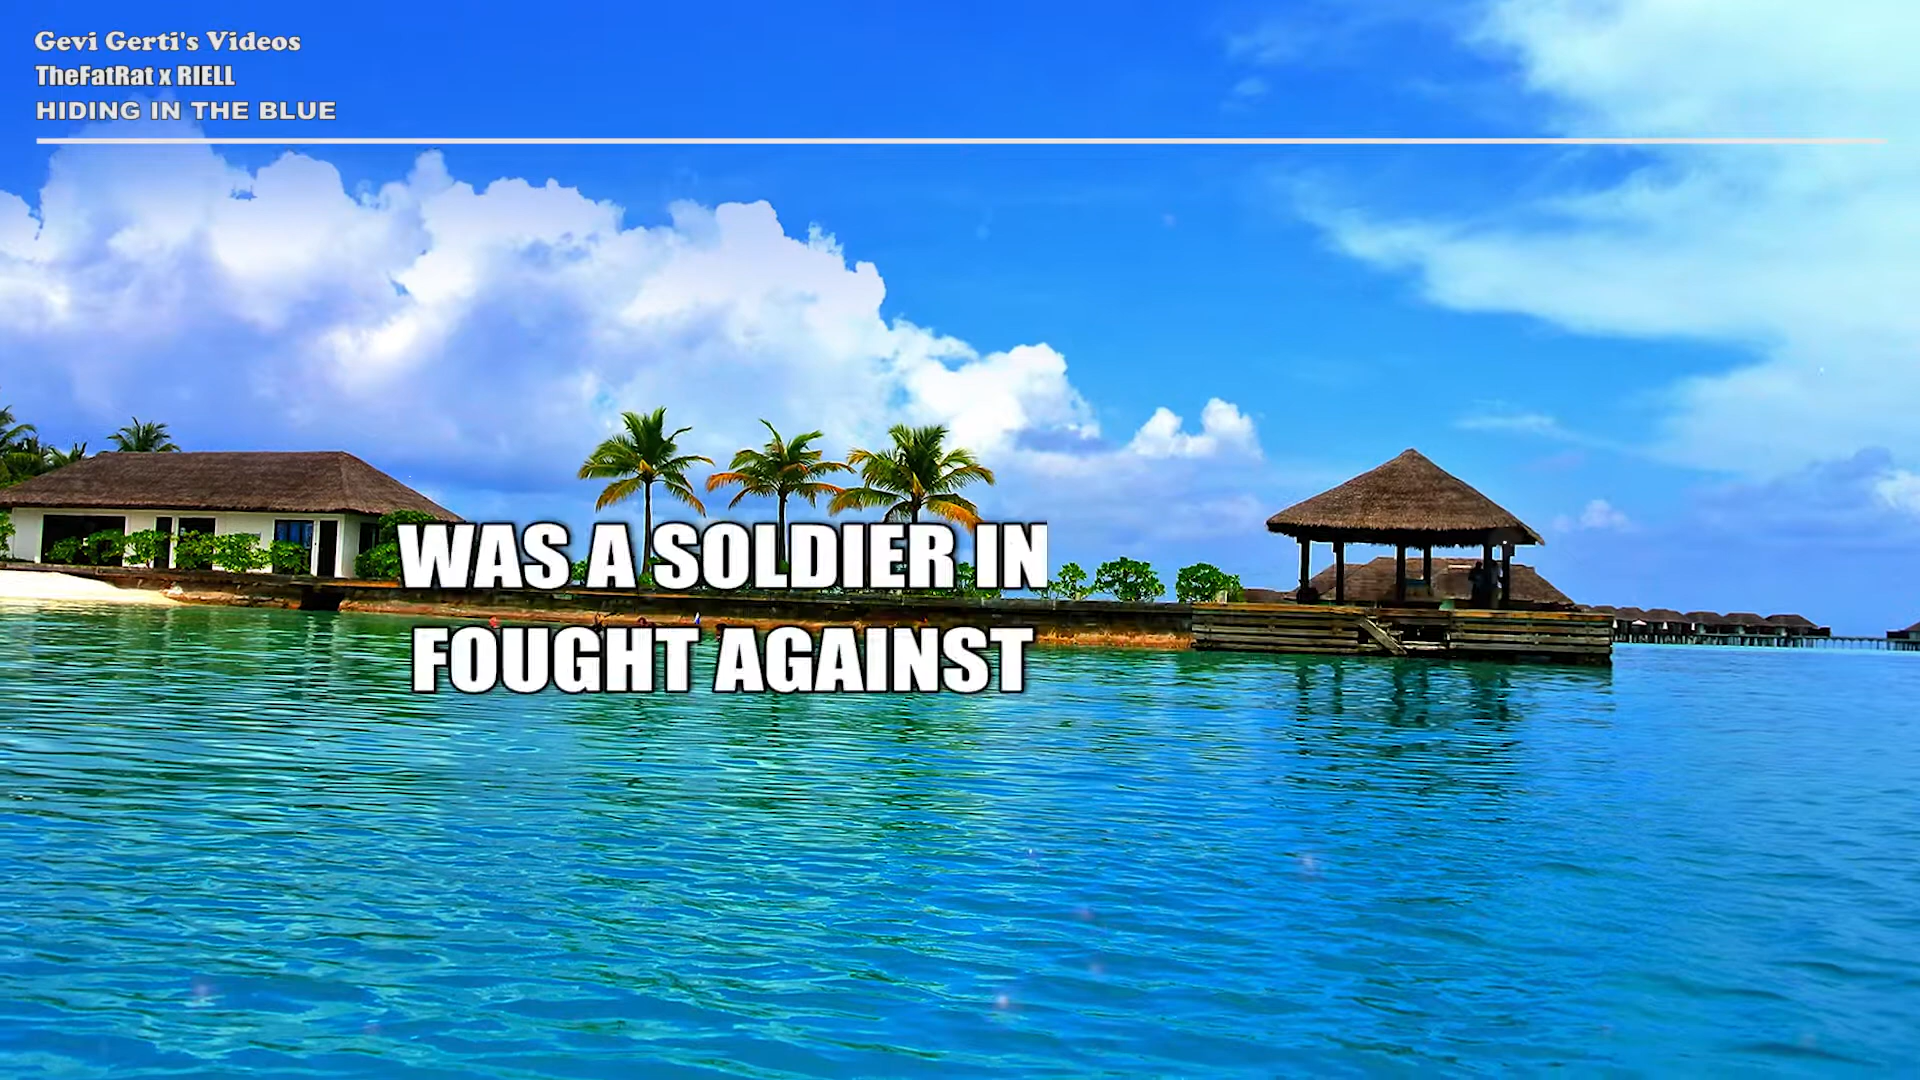 Gevi Gerti's Videos
TheFatRat x RIELL
HIDING IN THE BLUE
WAS A SOLDIER IN
FOUGHT AGAINST